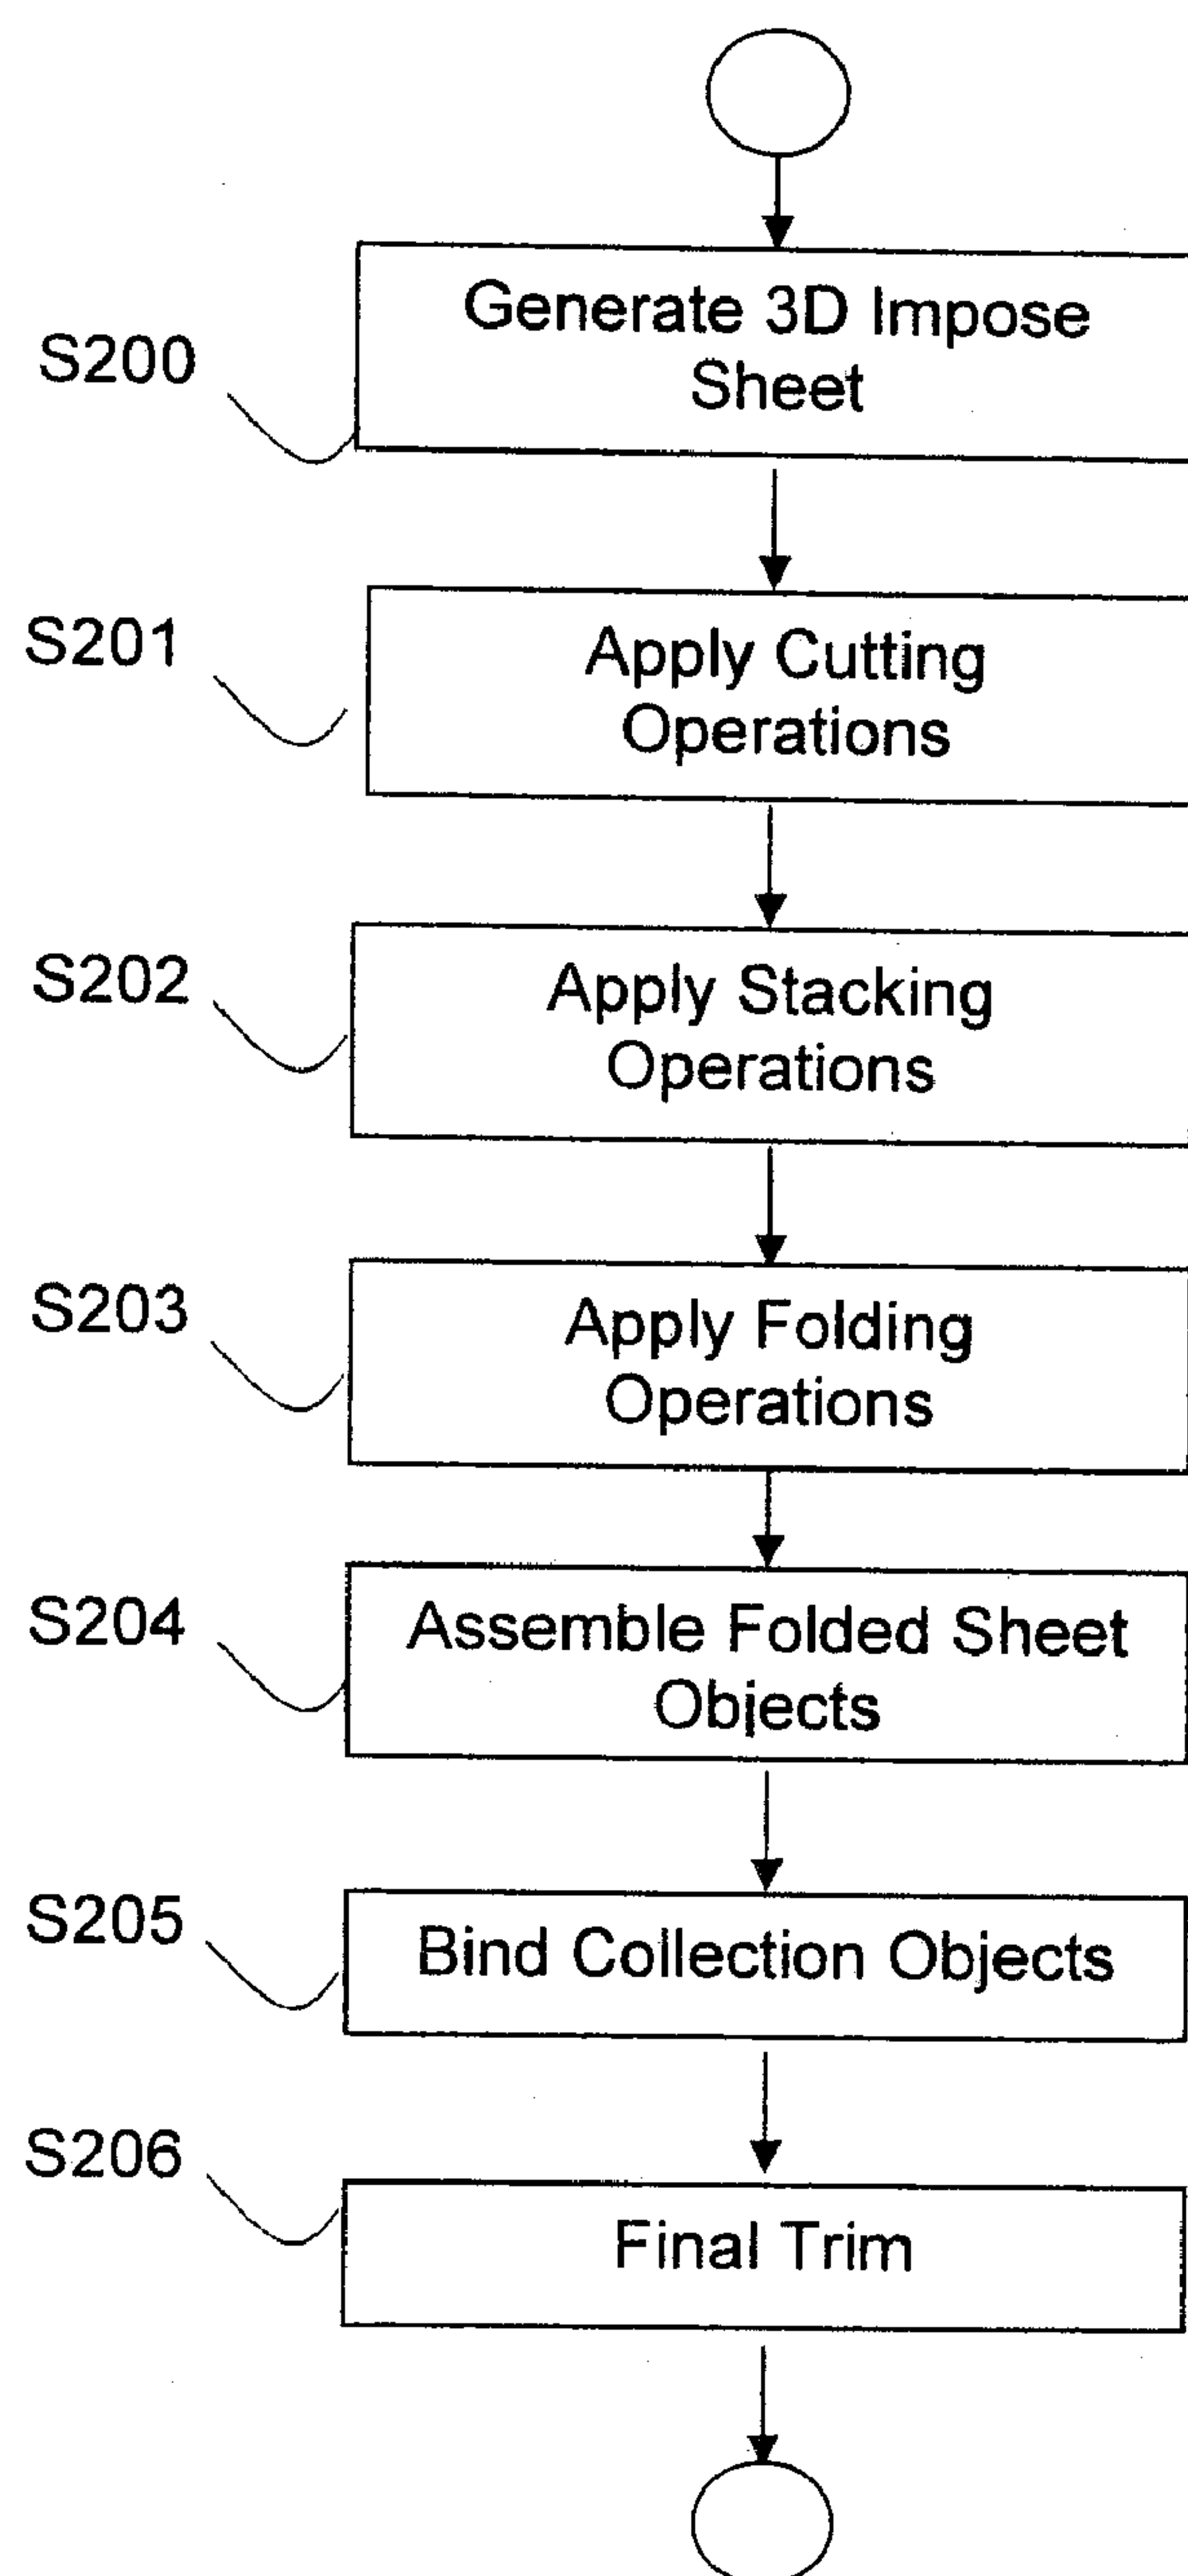 Generate 3D Impose
Sheet
S200
Apply Cutting
Operations
S201
Apply Stacking
Operations
S202
Apply Folding
Operations
S203
Assemble Folded Sheet
Objects
S204
Bind Collection Objects
S205
Final Trim
S206